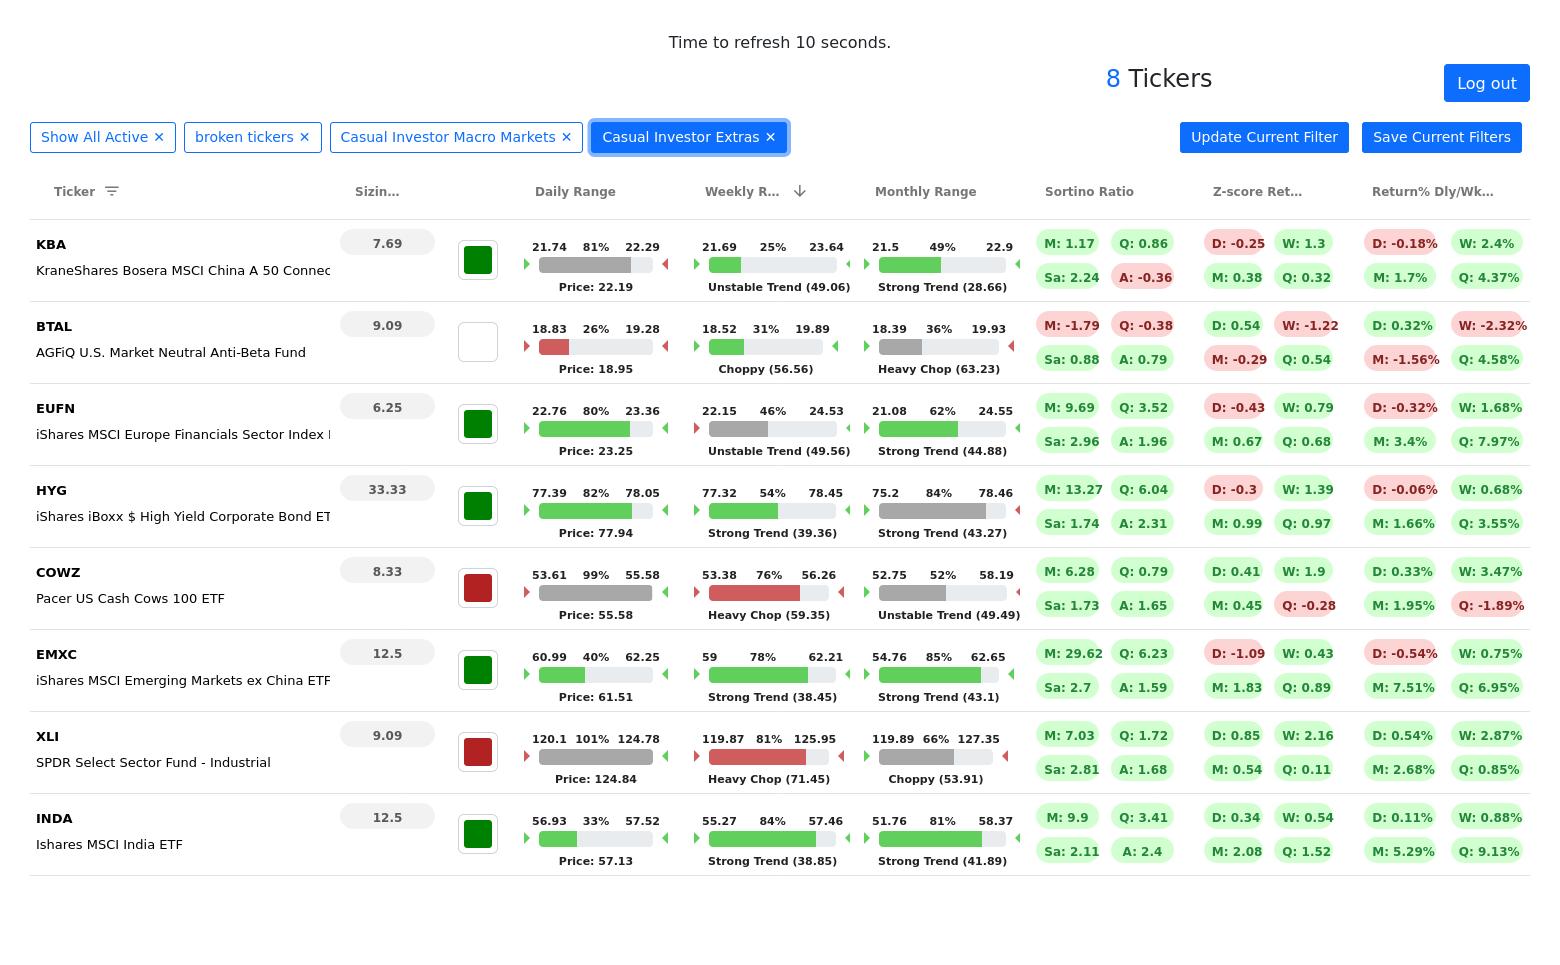 Time to refresh 10 seconds.
8 Tickers
Log out
Show All Active ✕ broken tickers ✕ Casual Investor Macro Markets ✕ Casual Investor Extras ✕ Update Current Filter Save Current Filters
Ticker Sizin... Daily Range Weekly R... Monthly Range Sortino Ratio Z-score Ret... Return% Dly/Wk...
KBA 7.69 21.74 81% 22.29 21.69 25% 23.64 21.5 49% 22.9 M: 1.17 Q: 0.86 D: -0.25 W: 1.3 D: -0.18% W: 2.4%
KraneShares Bosera MSCI China A 50 Connec Sa: 2.24 A: -0.36 M: 0.38 Q: 0.32 M: 1.7% Q: 4.37%
Price: 22.19 Unstable Trend (49.06) Strong Trend (28.66)
BTAL 9.09 18.83 26% 19.28 18.52 31% 19.89 18.39 36% 19.93 M: -1.79 Q: -0.38 D: 0.54 W: -1.22 D: 0.32% W: -2.32%
AGFiQ U.S. Market Neutral Anti-Beta Fund Sa: 0.88 A: 0.79 M: -0.29 Q: 0.54 M: -1.56% Q: 4.58%
Price: 18.95 Choppy (56.56) Heavy Chop (63.23)
EUFN 6.25 22.76 80% 23.36 22.15 46% 24.53 21.08 62% 24.55 M: 9.69 Q: 3.52 D: -0.43 W: 0.79 D: -0.32% W: 1.68%
iShares MSCI Europe Financials Sector Index Sa: 2.96 A: 1.96 M: 0.67 Q: 0.68 M: 3.4% Q: 7.97%
Price: 23.25 Unstable Trend (49.56) Strong Trend (44.88)
HYG 33.33 77.39 82% 78.05 77.32 54% 78.45 75.2 84% 78.46 M: 13.27 Q: 6.04 D: -0.3 W: 1.39 D: -0.06% W: 0.68%
iShares iBoxx $ High Yield Corporate Bond ET Sa: 1.74 A: 2.31 M: 0.99 Q: 0.97 M: 1.66% Q: 3.55%
Price: 77.94 Strong Trend (39.36) Strong Trend (43.27)
COWZ 8.33 53.61 99% 55.58 53.38 76% 56.26 52.75 52% 58.19 M: 6.28 Q: 0.79 D: 0.41 W: 1.9 D: 0.33% W: 3.47%
Pacer US Cash Cows 100 ETF Sa: 1.73 A: 1.65 M: 0.45 Q: -0.28 M: 1.95% Q: -1.89%
Price: 55.58 Heavy Chop (59.35) Unstable Trend (49.49)
EMXC 12.5 60.99 40% 62.25 59 78% 62.21 54.76 85% 62.65 M: 29.62 Q: 6.23 D: -1.09 W: 0.43 D: -0.54% W: 0.75%
iShares MSCI Emerging Markets ex China ETF Sa: 2.7 A: 1.59 M: 1.83 Q: 0.89 M: 7.51% Q: 6.95%
Price: 61.51 Strong Trend (38.45) Strong Trend (43.1)
XLI 9.09 120.1 101% 124.78 119.87 81% 125.95 119.89 66% 127.35 M: 7.03 Q: 1.72 D: 0.85 W: 2.16 D: 0.54% W: 2.87%
SPDR Select Sector Fund - Industrial Sa: 2.81 A: 1.68 M: 0.54 Q: 0.11 M: 2.68% Q: 0.85%
Price: 124.84 Heavy Chop (71.45) Choppy (53.91)
INDA 12.5 56.93 33% 57.52 55.27 84% 57.46 51.76 81% 58.37 M: 9.9 Q: 3.41 D: 0.34 W: 0.54 D: 0.11% W: 0.88%
Ishares MSCI India ETF Sa: 2.11 A: 2.4 M: 2.08 Q: 1.52 M: 5.29% Q: 9.13%
Price: 57.13 Strong Trend (38.85) Strong Trend (41.89)